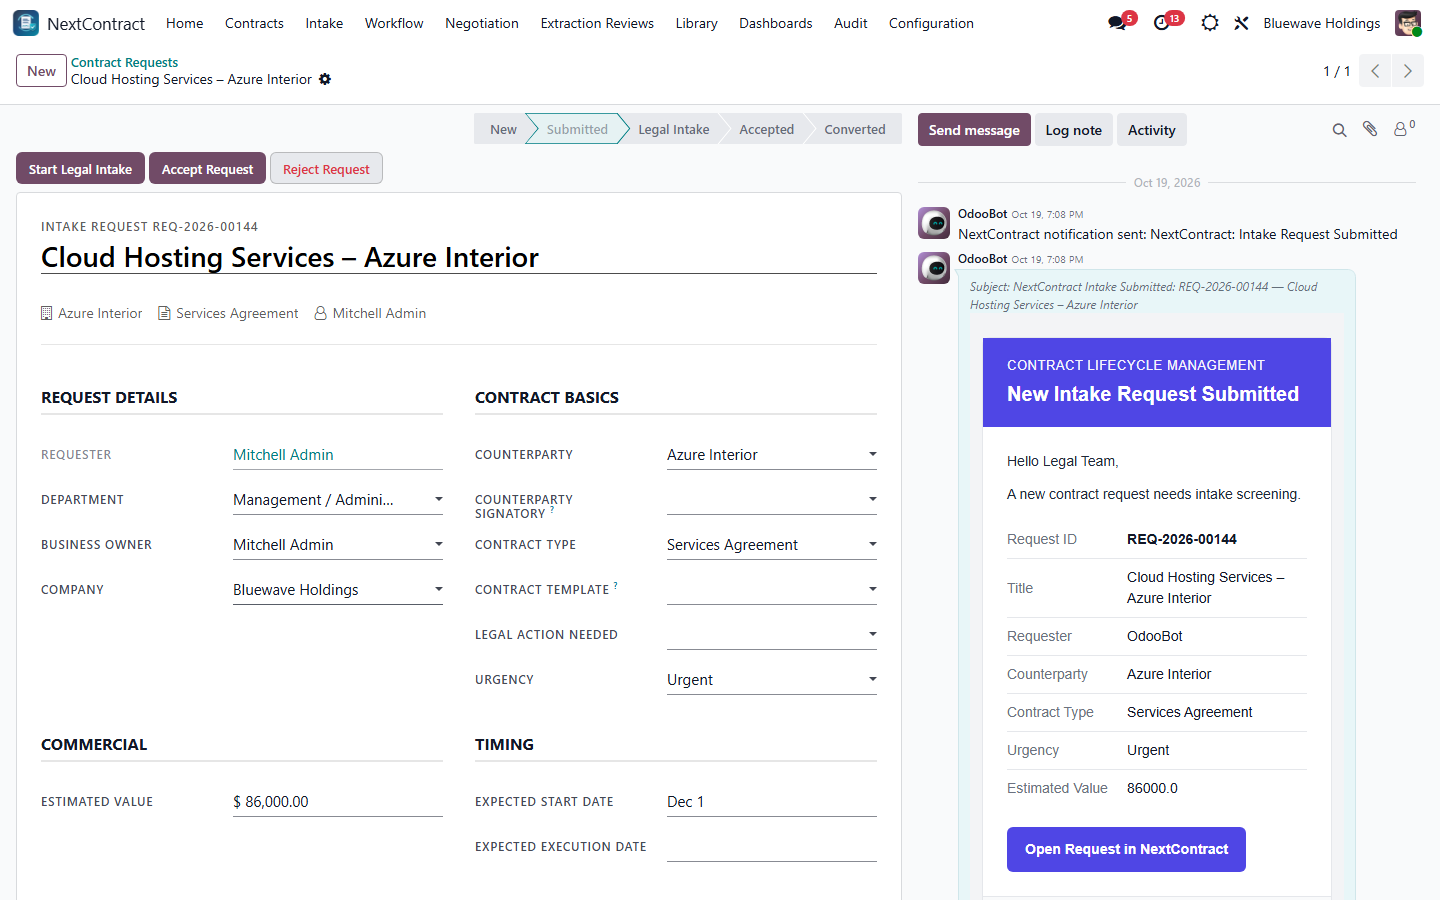 NextContract Home Contracts Intake Workflow Negotiation Extraction Reviews Library Dashboards Audit Configuration 5 13 Bluewave Holdings
New
Contract Requests
Cloud Hosting Services – Azure Interior
1 / 1
New Submitted Legal Intake Accepted Converted
Send message Log note Activity 0
Start Legal Intake Accept Request Reject Request
INTAKE REQUEST REQ-2026-00144
Cloud Hosting Services – Azure Interior
Azure Interior Services Agreement Mitchell Admin
REQUEST DETAILS
REQUESTER Mitchell Admin
DEPARTMENT Management / Admini...
BUSINESS OWNER Mitchell Admin
COMPANY Bluewave Holdings
CONTRACT BASICS
COUNTERPARTY Azure Interior
COUNTERPARTY
SIGNATORY ?
CONTRACT TYPE Services Agreement
CONTRACT TEMPLATE ?
LEGAL ACTION NEEDED
URGENCY Urgent
COMMERCIAL
ESTIMATED VALUE $ 86,000.00
TIMING
EXPECTED START DATE Dec 1
EXPECTED EXECUTION DATE
Oct 19, 2026
OdooBot Oct 19, 7:08 PM
NextContract notification sent: NextContract: Intake Request Submitted
OdooBot Oct 19, 7:08 PM
Subject: NextContract Intake Submitted: REQ-2026-00144 — Cloud
Hosting Services – Azure Interior
CONTRACT LIFECYCLE MANAGEMENT
New Intake Request Submitted
Hello Legal Team,
A new contract request needs intake screening.
Request ID REQ-2026-00144
Title Cloud Hosting Services –
Azure Interior
Requester OdooBot
Counterparty Azure Interior
Contract Type Services Agreement
Urgency Urgent
Estimated Value 86000.0
Open Request in NextContract